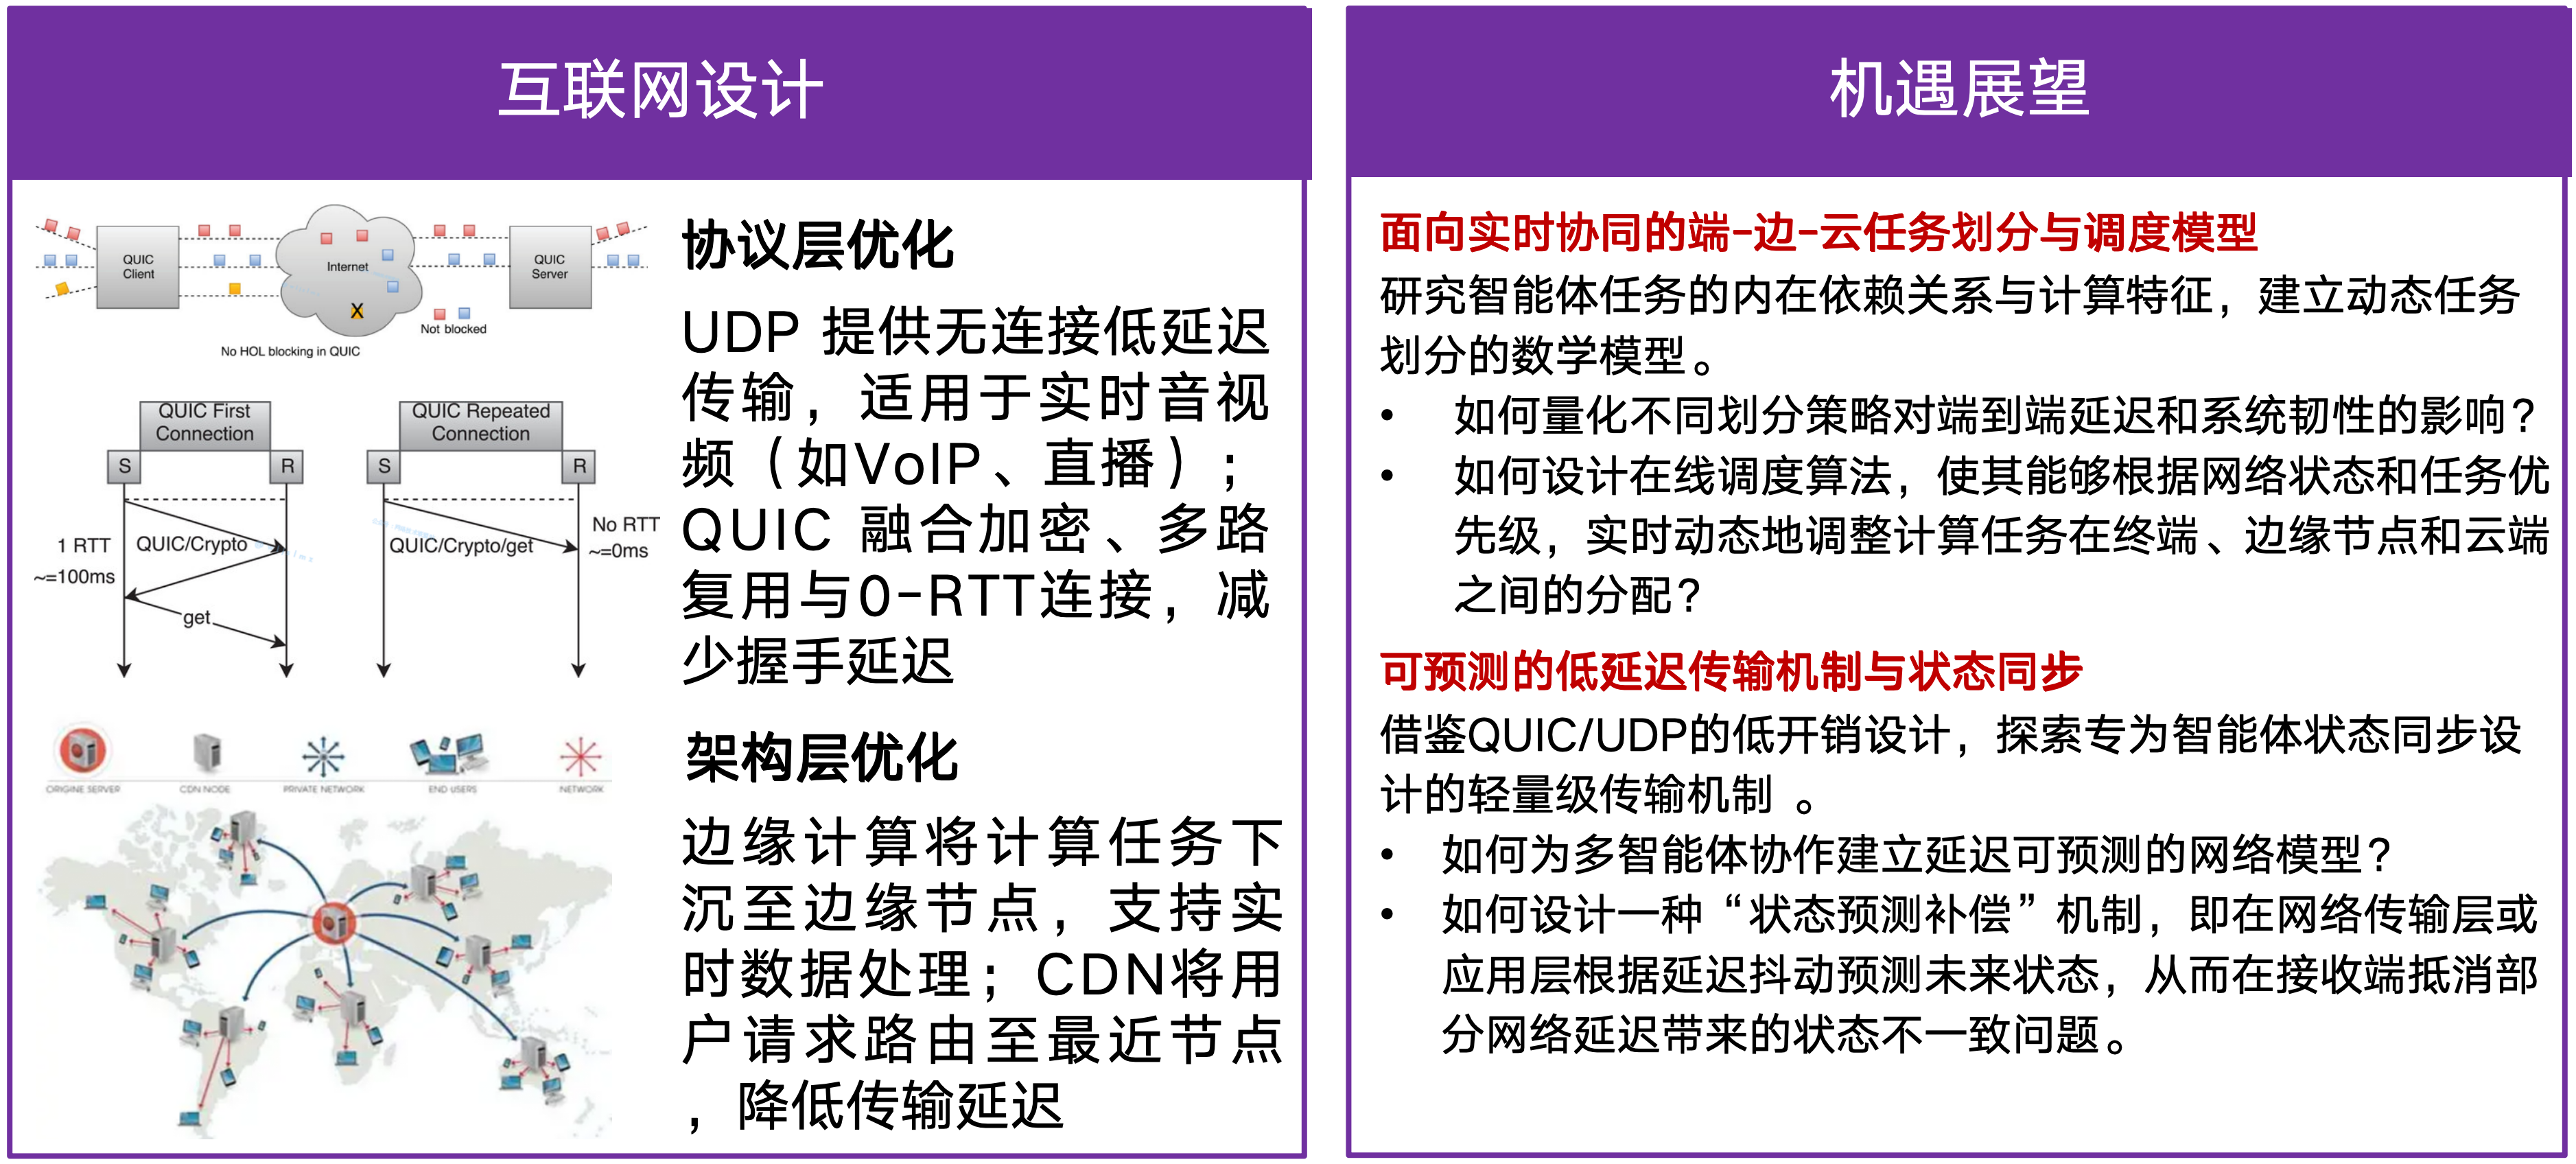 互联网设计
QUIC
Client
Internet
QUIC
Server
X
Not blocked
No HOL blocking in QUIC
QUIC First
Connection
QUIC Repeated
Connection
S
R
S
R
1 RTT
~=100ms
QUIC/Crypto
get
QUIC/Crypto/get
No RTT
~=0ms
ORIGINE SERVER
CDN NODE
PRIVATE NETWORK
END USERS
NETWORK
协议层优化
UDP 提供无连接低延迟
传输，适用于实时音视
频（如VoIP、直播）；
QUIC 融合加密、多路
复用与0-RTT连接，减
少握手延迟
架构层优化
边缘计算将计算任务下
沉至边缘节点，支持实
时数据处理；CDN将用
户请求路由至最近节点
，降低传输延迟
机遇展望
面向实时协同的端-边-云任务划分与调度模型
研究智能体任务的内在依赖关系与计算特征，建立动态任务
划分的数学模型。
• 如何量化不同划分策略对端到端延迟和系统韧性的影响？
• 如何设计在线调度算法，使其能够根据网络状态和任务优
先级，实时动态地调整计算任务在终端、边缘节点和云端
之间的分配？
可预测的低延迟传输机制与状态同步
借鉴QUIC/UDP的低开销设计，探索专为智能体状态同步设
计的轻量级传输机制 。
• 如何为多智能体协作建立延迟可预测的网络模型？
• 如何设计一种“状态预测补偿”机制，即在网络传输层或
应用层根据延迟抖动预测未来状态，从而在接收端抵消部
分网络延迟带来的状态不一致问题。